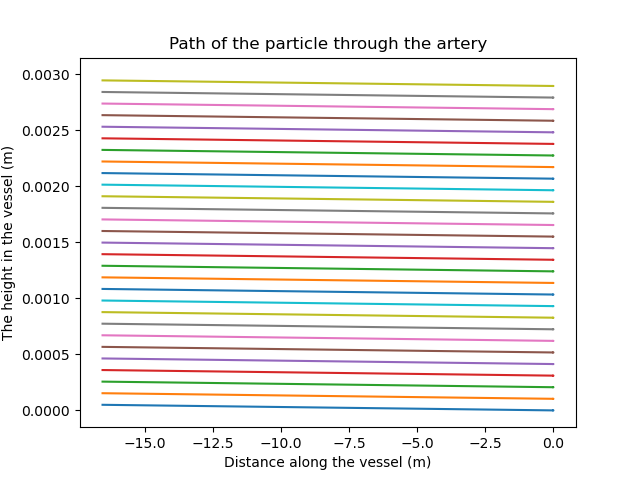 Path of the particle through the artery
The height in the vessel (m)
0.0030
0.0025
0.0020
0.0015
0.0010
0.0005
0.0000
−15.0 −12.5 −10.0 −7.5 −5.0 −2.5 0.0
Distance along the vessel (m)